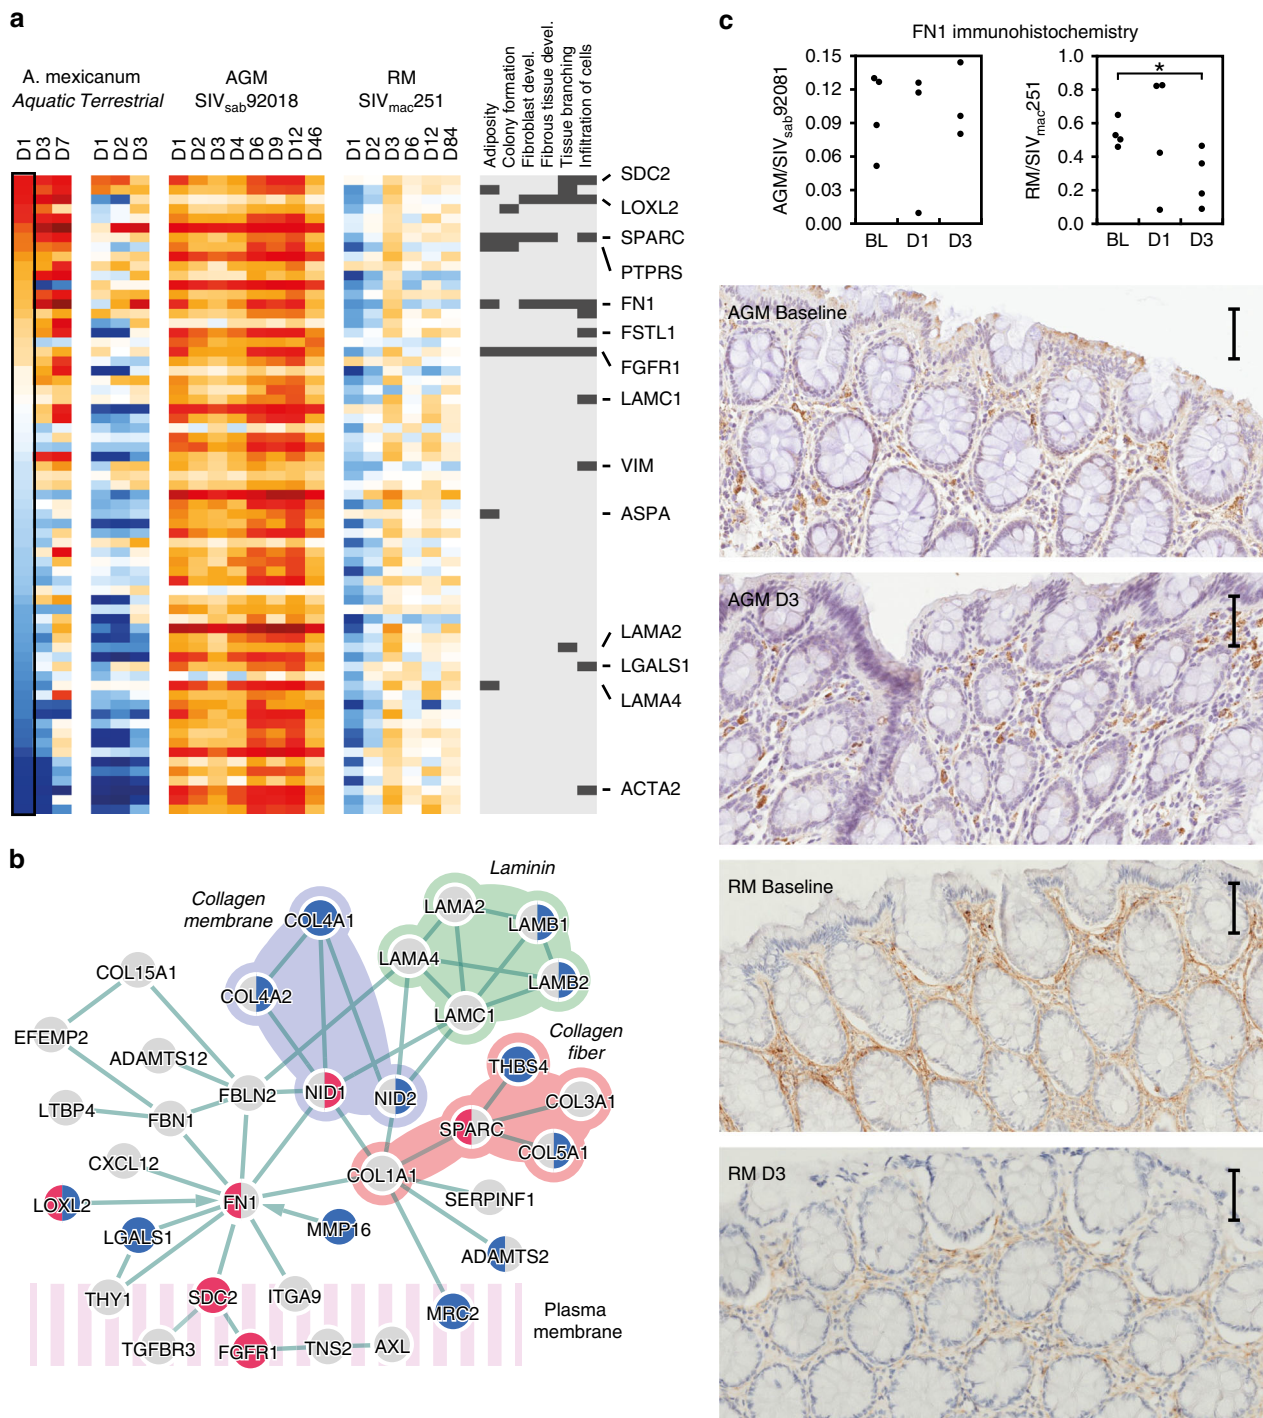 a
A. mexicanum
Aquatic Terrestrial
D1 D3 D7 D1 D2 D3
AGM
SIVsab92018
D1 D2 D3 D4 D6 D9 D12 D46
RM
SIVmac251
D1 D2 D3 D6 D12 D84
Adiposity
Colony formation
Fibroblast devel.
Fibrous tissue devel.
Tissue branching
Infiltration of cells
SDC2
LOXL2
SPARC
PTPRS
FN1
FSTL1
FGFR1
LAMC1
VIM
ASPA
LAMA2
LGALS1
LAMA4
ACTA2
b
Laminin
Collagen
membrane
COL4A1
LAMA2
LAMB1
LAMA4
COL15A1
COL4A2
LAMB2
LAMC1
EFEMP2
Collagen
fiber
ADAMTS12
THBS4
FBLN2
NID1
NID2
COL3A1
LTBP4
FBN1
SPARC
COL5A1
CXCL12
COL1A1
SERPINF1
LOXL2
FN1
LGALS1
MMP16
ADAMTS2
THY1
SDC2
ITGA9
MRC2
Plasma
membrane
TGFBR3
FGFR1
TNS2
AXL
c
FN1 immunohistochemistry
AGM/SIVsab92081
0.15
0.12
0.09
0.06
0.03
0.00
BL D1 D3
RM/SIVmac251
1.0
0.8
0.6
0.4
0.2
0.0
*
BL D1 D3
AGM Baseline
AGM D3
RM Baseline
RM D3